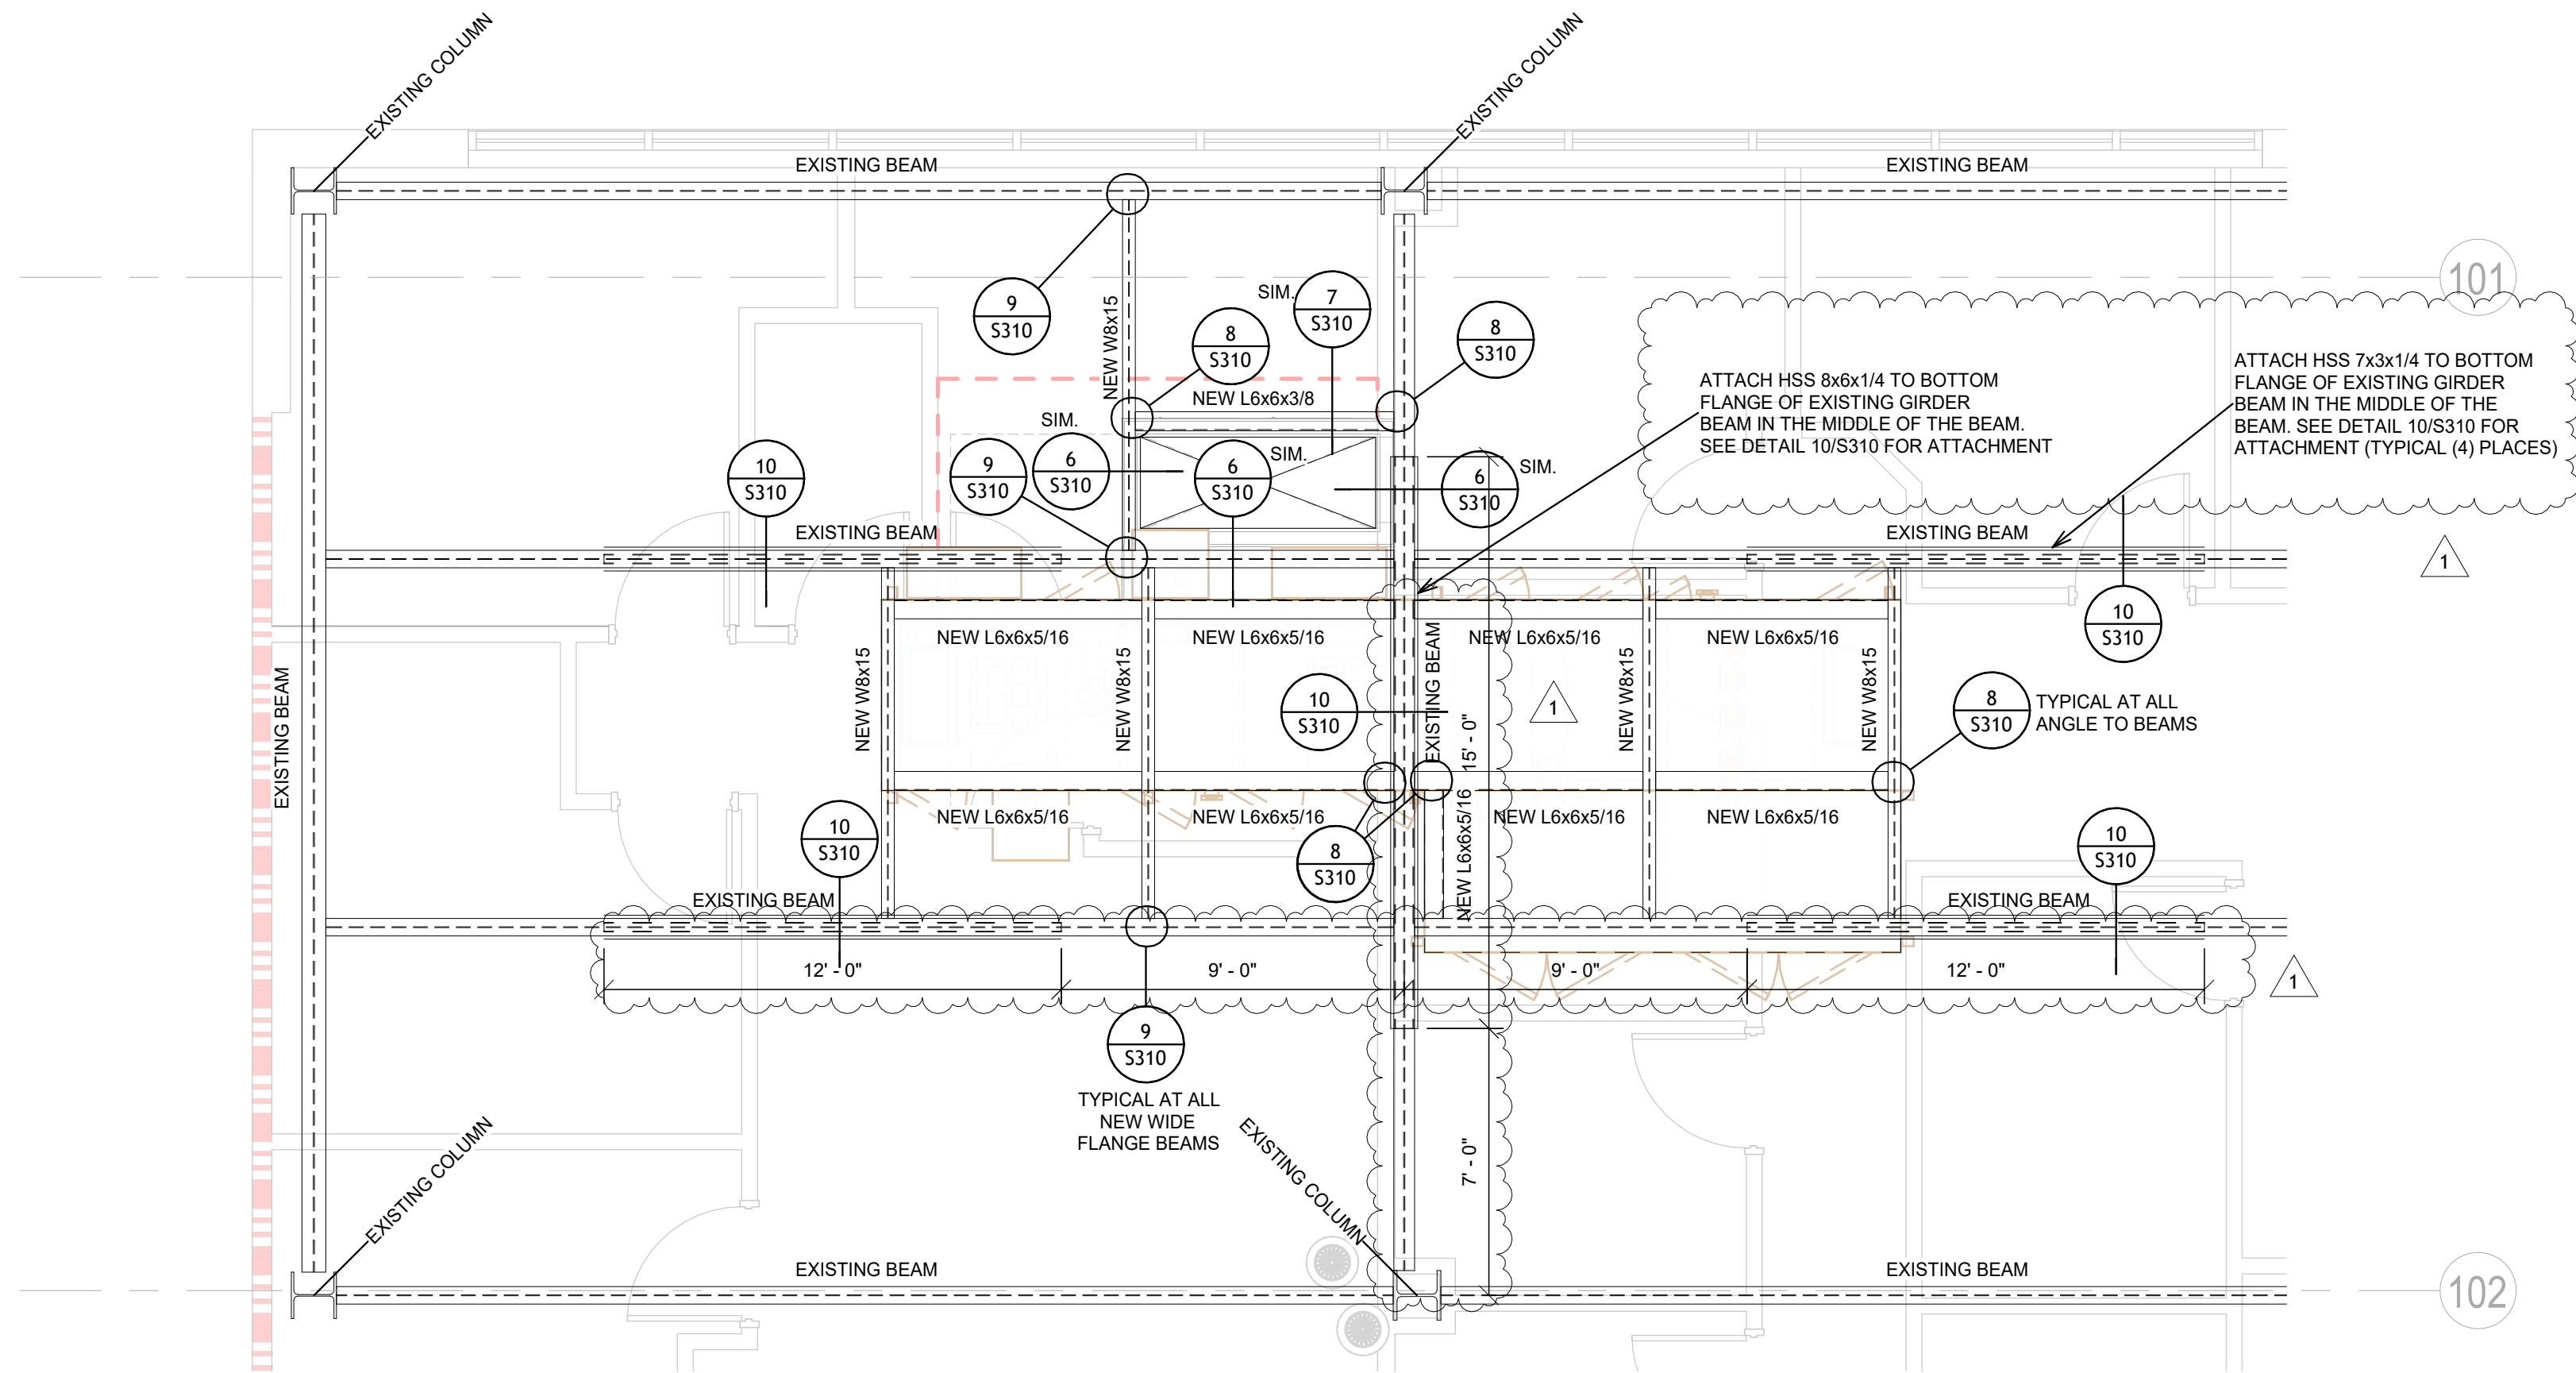 EXISTING COLUMN
EXISTING COLUMN
EXISTING BEAM
EXISTING BEAM
101
9
S310
NEW W8x15
SIM.
7
S310
8
S310
8
S310
NEW L6x6x3/8
ATTACH HSS 8x6x1/4 TO BOTTOM
FLANGE OF EXISTING GIRDER
BEAM IN THE MIDDLE OF THE BEAM.
SEE DETAIL 10/S310 FOR ATTACHMENT
ATTACH HSS 7x3x1/4 TO BOTTOM
FLANGE OF EXISTING GIRDER
BEAM IN THE MIDDLE OF THE
BEAM. SEE DETAIL 10/S310 FOR
ATTACHMENT (TYPICAL (4) PLACES)
10
S310
9
S310
SIM.
6
S310
6
S310
SIM.
6
S310
SIM.
EXISTING BEAM
EXISTING BEAM
1
10
S310
NEW L6x6x5/16
NEW L6x6x5/16
NEW L6x6x5/16
NEW L6x6x5/16
EXISTING BEAM
NEW W8x15
NEW W8x15
10
S310
EXISTING BEAM
15' - 0"
1
NEW W8x15
NEW W8x15
8
S310
TYPICAL AT ALL
ANGLE TO BEAMS
NEW L6x6x5/16
NEW L6x6x5/16
NEW L6x6x5/16
NEW L6x6x5/16
NEW L6x6x5/16
10
S310
8
S310
10
S310
EXISTING BEAM
EXISTING BEAM
12' - 0"
9' - 0"
9' - 0"
12' - 0"
1
9
S310
TYPICAL AT ALL
NEW WIDE
FLANGE BEAMS
EXISTING COLUMN
EXISTING COLUMN
7' - 0"
EXISTING BEAM
EXISTING BEAM
102